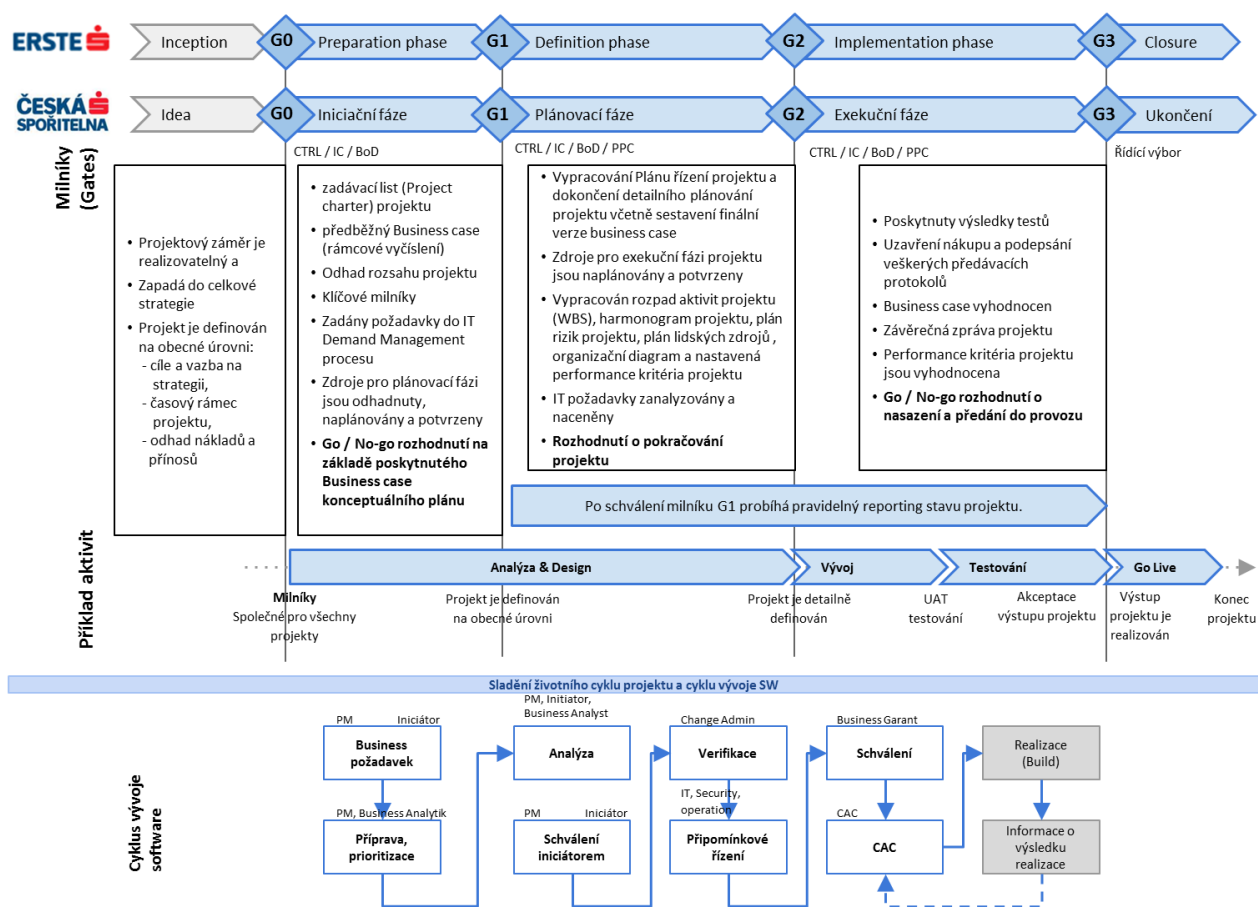 ERSTE
Inception
G0
Preparation phase
G1
Definition phase
G2
Implementation phase
G3
Closure
ČESKÁ
SPOŘITELNA
Idea
G0
Iniciační fáze
G1
Plánovací fáze
G2
Exekuční fáze
G3
Ukončení
Milníky
(Gates)
CTRL / IC / BoD
CTRL / IC / BoD / PPC
CTRL / IC / BoD / PPC
Řídící výbor
• Projektový záměr je
realizovatelný a
• Zapadá do celkové
strategie
• Projekt je definován
na obecné úrovni:
- cíle a vazba na
strategii,
- časový rámec
projektu,
- odhad nákladů a
přínosů
• zadávací list (Project
charter) projektu
• předběžný Business case
(rámcové vyčíslení)
• Odhad rozsahu projektu
• Klíčové milníky
• Zadány požadavky do IT
Demand Management
procesu
• Zdroje pro plánovací fázi
jsou odhadnuty,
naplánovány a potvrzeny
• Go / No-go rozhodnutí na
základě poskytnutého
Business case
konceptuálního plánu
• Vypracování Plánu řízení projektu a
dokončení detailního plánování
projektu včetně sestavení finální
verze business case
• Zdroje pro exekuční fázi projektu
jsou naplánovány a potvrzeny
• Vypracován rozpad aktivit projektu
(WBS), harmonogram projektu, plán
rizik projektu, plán lidských zdrojů ,
organizační diagram a nastavená
performance kritéria projektu
• IT požadavky zanalyzovány a
naceněny
• Rozhodnutí o pokračování
projektu
• Poskytnuty výsledky testů
• Uzavření nákupu a podepsání
veškerých předávacích
protokolů
• Business case vyhodnocen
• Závěrečná zpráva projektu
• Performance kritéria projektu
jsou vyhodnocena
• Go / No-go rozhodnutí o
nasazení a předání do provozu
Po schválení milníku G1 probíhá pravidelný reporting stavu projektu.
Příklad aktivit
Analýza & Design
Vývoj
Testování
Go Live
Milníky
Společné pro všechny
projekty
Projekt je definován
na obecné úrovni
Projekt je detailně
definován
UAT
testování
Akceptace
výstupu projektu
Výstup
projektu je
realizován
Konec
projektu
Sladění životního cyklu projektu a cyklu vývoje SW
Cyklus vývoje
software
PM
Iniciátor
Business
požadavek
PM, Business Analytik
Příprava,
prioritizace
PM, Initiator,
Business Analyst
Analýza
PM
Iniciátor
Schválení
iniciátorem
Change Admin
Verifikace
IT, Security,
operation
Připomínkové
řízení
Business Garant
Schválení
CAC
CAC
Realizace
(Build)
Informace o
výsledku
realizace